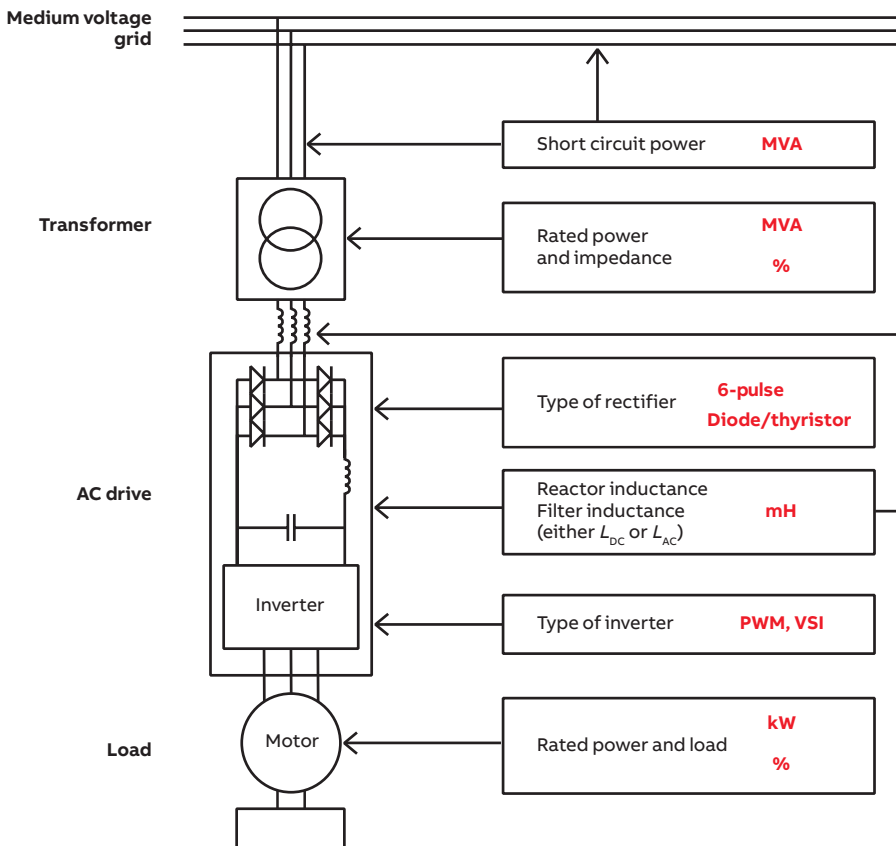 Medium voltage
grid
Short circuit power MVA
Transformer
Rated power
and impedance
MVA
%
Type of rectifier
6-pulse
Diode/thyristor
AC drive
Reactor inductance
Filter inductance
(either L_DC or L_AC)
mH
Inverter
Type of inverter PWM, VSI
Load
Motor
Rated power and load
kW
%